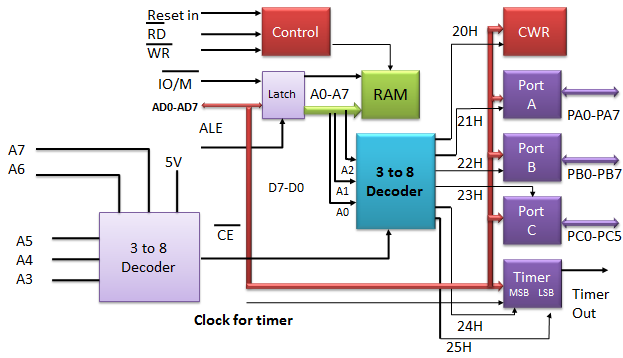 Reset in
RD
WR
Control
20H
CWR
IO/M
AD0-AD7
Latch
A0-A7
RAM
Port
A
PA0-PA7
ALE
21H
A7
A6
5V
D7-D0
A2
A1
A0
3 to 8
Decoder
22H
23H
Port
B
PB0-PB7
A5
A4
A3
3 to 8
Decoder
CE
Port
C
PC0-PC5
Timer
MSB LSB
Timer
Out
Clock for timer
24H
25H